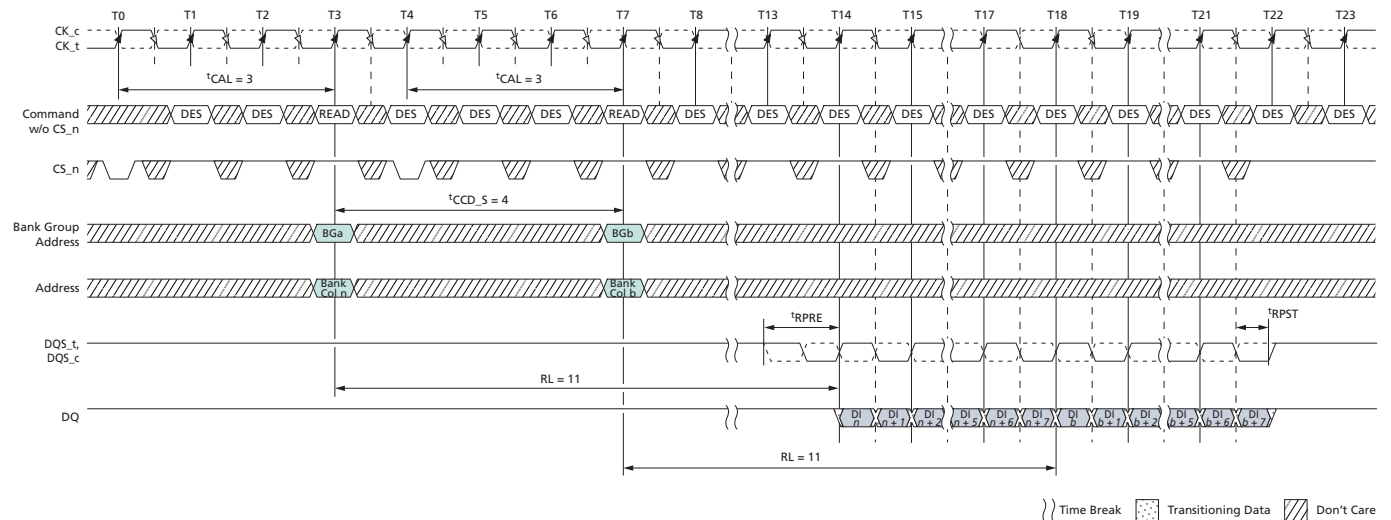 T0 T1 T2 T3 T4 T5 T6 T7 T8 T13 T14 T15 T17 T18 T19 T21 T22 T23
CK_c
CK_t
tCAL = 3 tCAL = 3
Command w/o CS_n DES DES READ DES DES DES READ DES DES DES DES DES DES DES DES DES DES
CS_n
tCCD_S = 4
Bank Group Address BGa BGb
Address Bank Col n Bank Col b
tRPRE tRPST
DQS_t, DQS_c
RL = 11
DQ DI n DI n + 1 DI n + 2 DI n + 5 DI n + 6 DI n + 7 DI b DI b + 1 DI b + 2 DI b + 5 DI b + 6 DI b + 7
RL = 11
Time Break Transitioning Data Don't Care